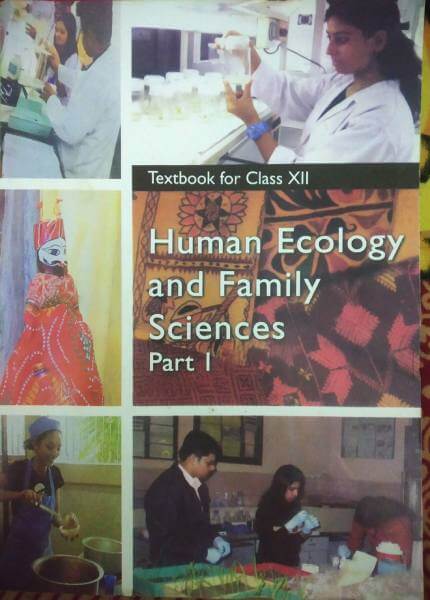 Textbook for Class XII
Human Ecology
and Family
Sciences
Part I